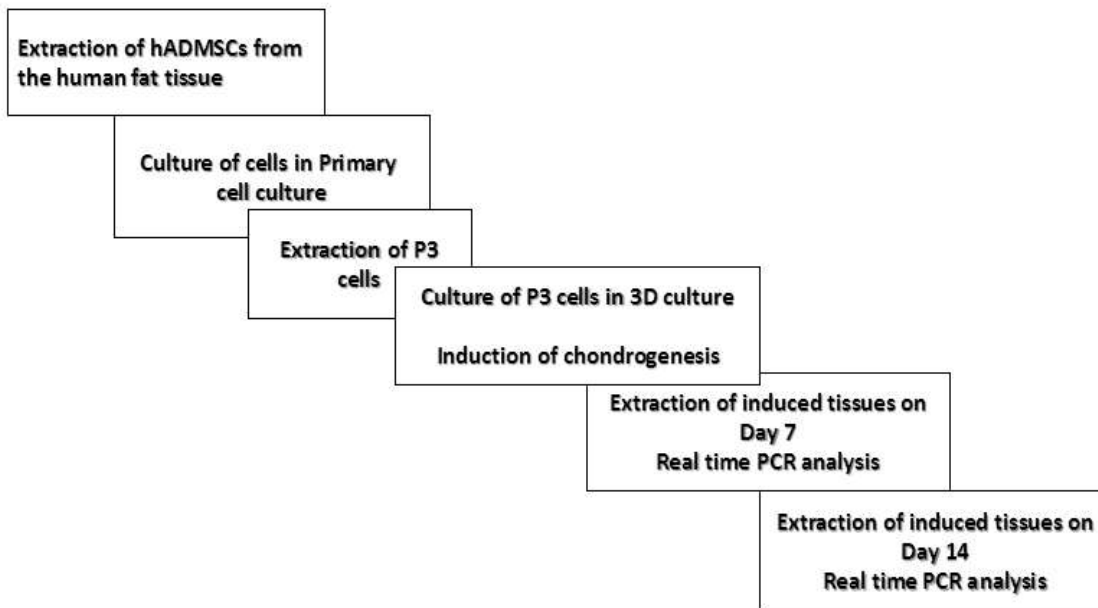 Extraction of hADMSCs from
the human fat tissue
Culture of cells in Primary
cell culture
Extraction of P3
cells
Culture of P3 cells in 3D culture
Induction of chondrogenesis
Extraction of induced tissues on
Day 7
Real time PCR analysis
Extraction of induced tissues on
Day 14
Real time PCR analysis